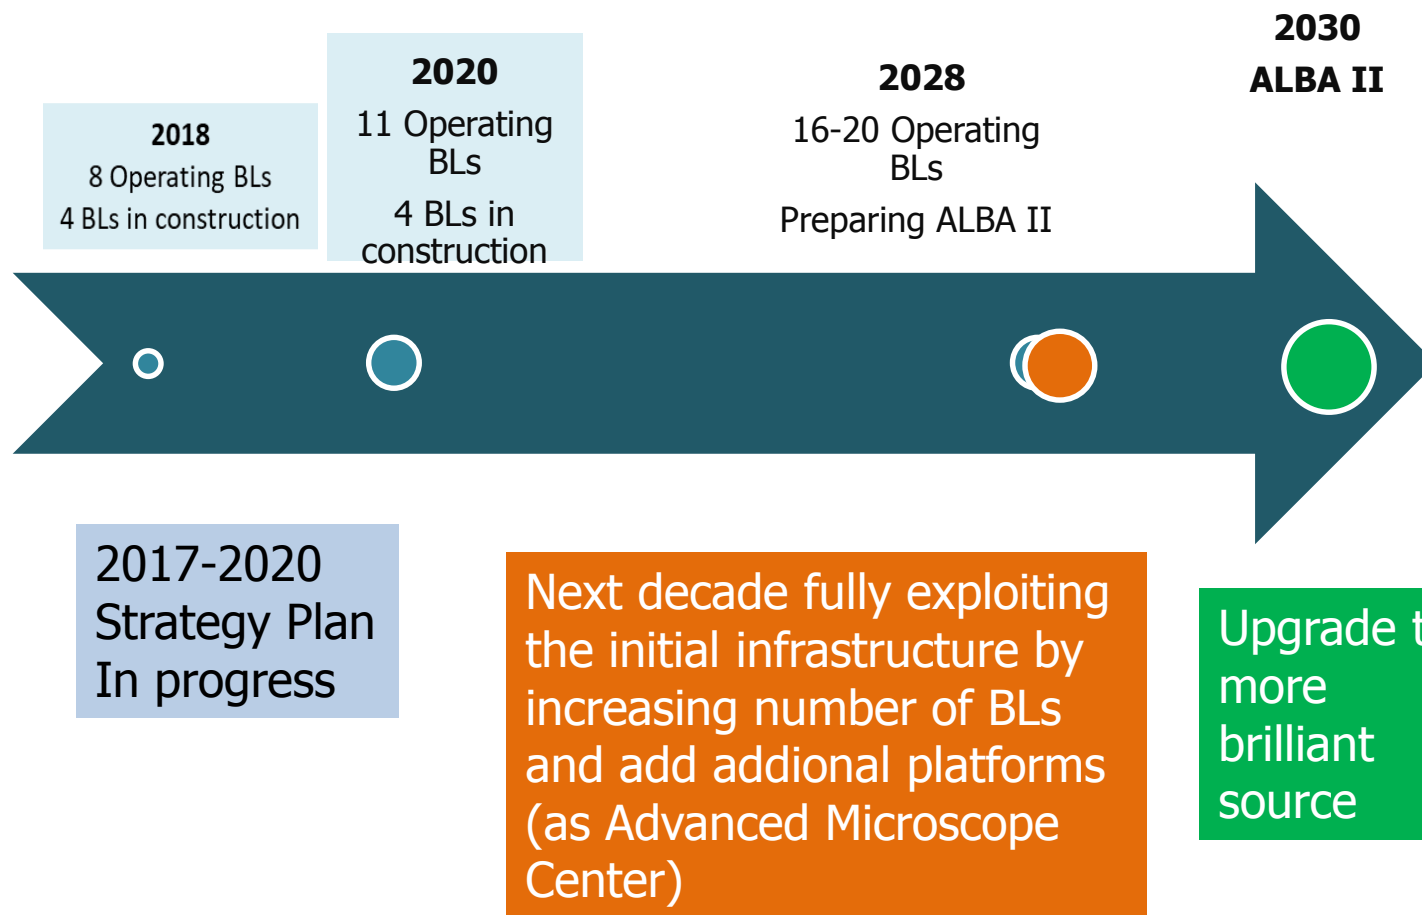 2018
8 Operating BLs
4 BLs in construction
2020
11 Operating
BLs
4 BLs in
construction
2028
16-20 Operating
BLs
Preparing ALBA II
2030
ALBA II
2017-2020
Strategy Plan
In progress
Next decade fully exploiting
the initial infrastructure by
increasing number of BLs
and add addional platforms
(as Advanced Microscope
Center)
Upgrade
more
brilliant
source